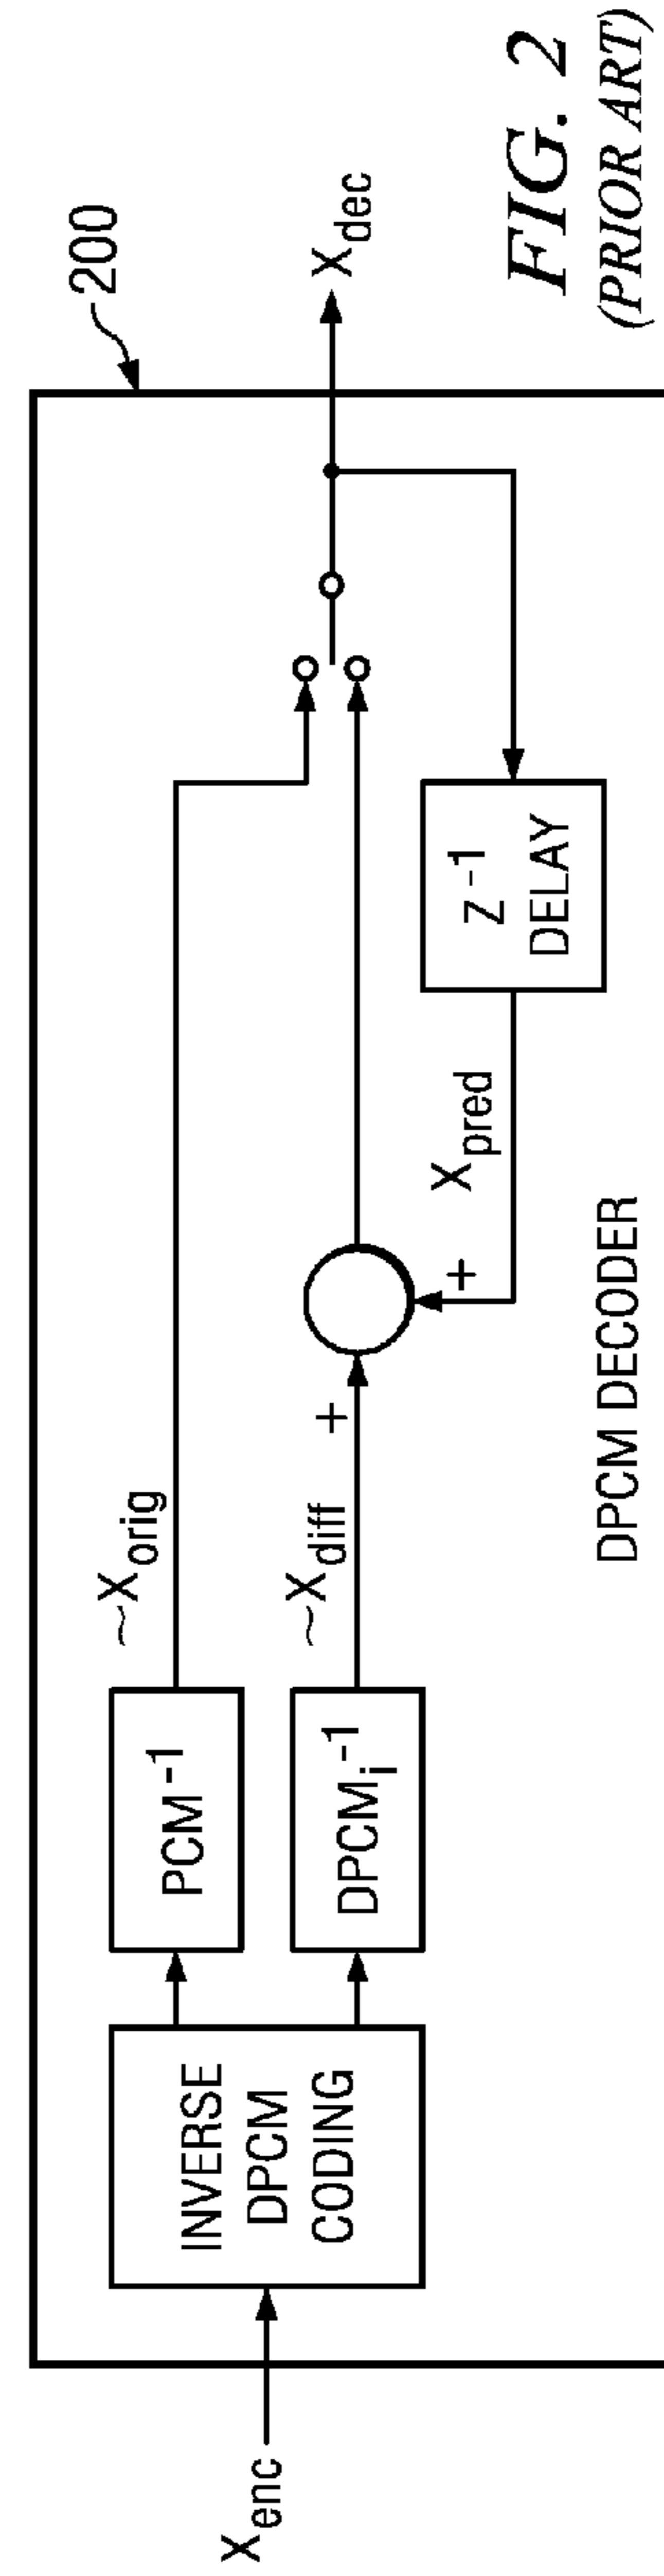 200
X_enc
INVERSE
DPCM
CODING
PCM^-1
~X_orig
DPCM_i^-1
~X_diff
+
+
X_pred
Z^-1
DELAY
X_dec
DPCM DECODER
FIG. 2
(PRIOR ART)